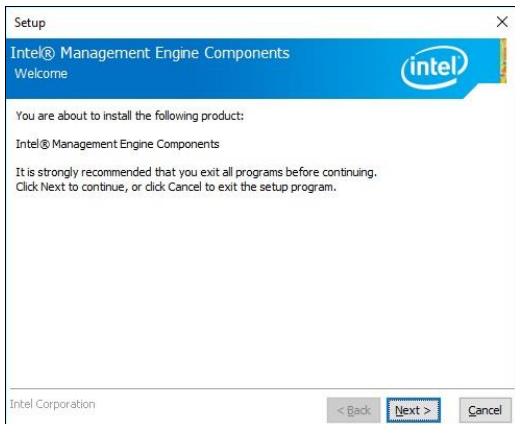 Setup
Intel® Management Engine Components
Welcome
intel
You are about to install the following product:
Intel® Management Engine Components
It is strongly recommended that you exit all programs before continuing.
Click Next to continue, or click Cancel to exit the setup program.
Intel Corporation
< Back
Next >
Cancel